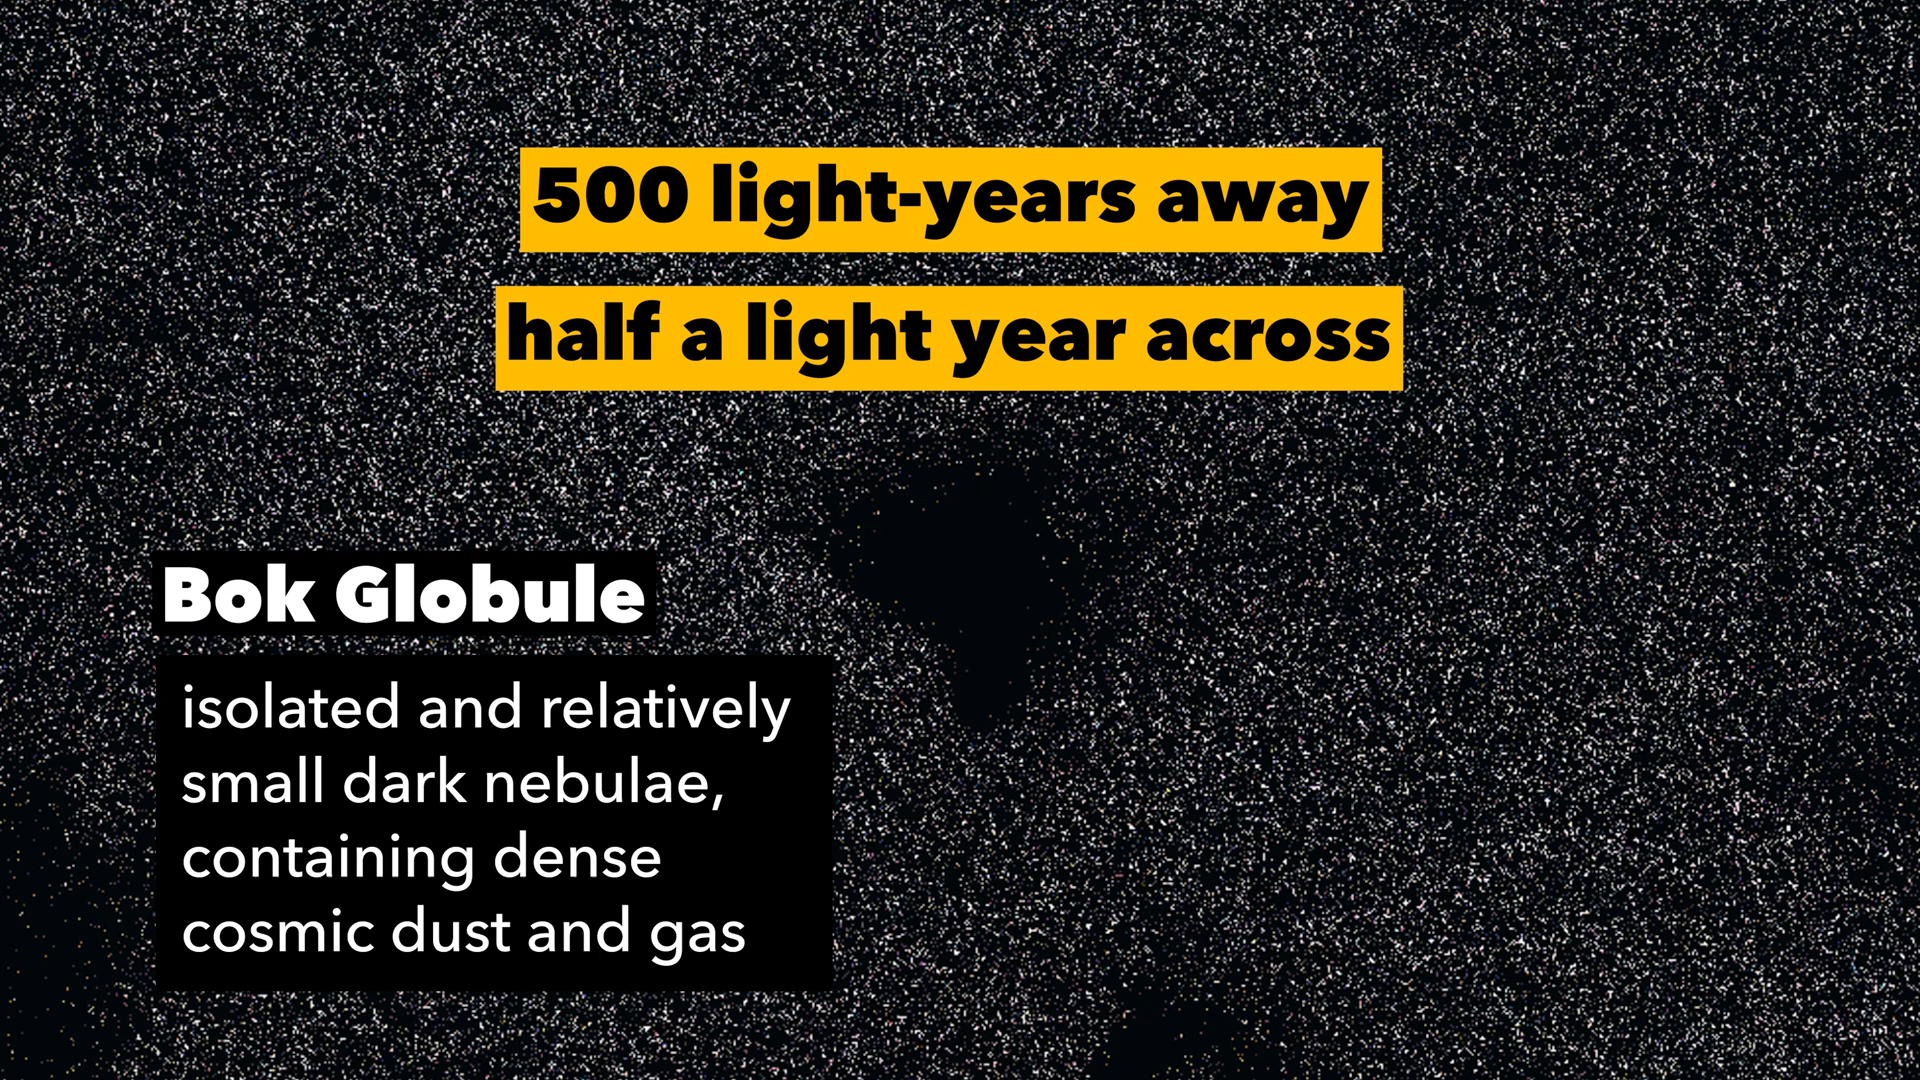 500 light-years away
half a light year across
Bok Globule
isolated and relatively
small dark nebulae,
containing dense
cosmic dust and gas